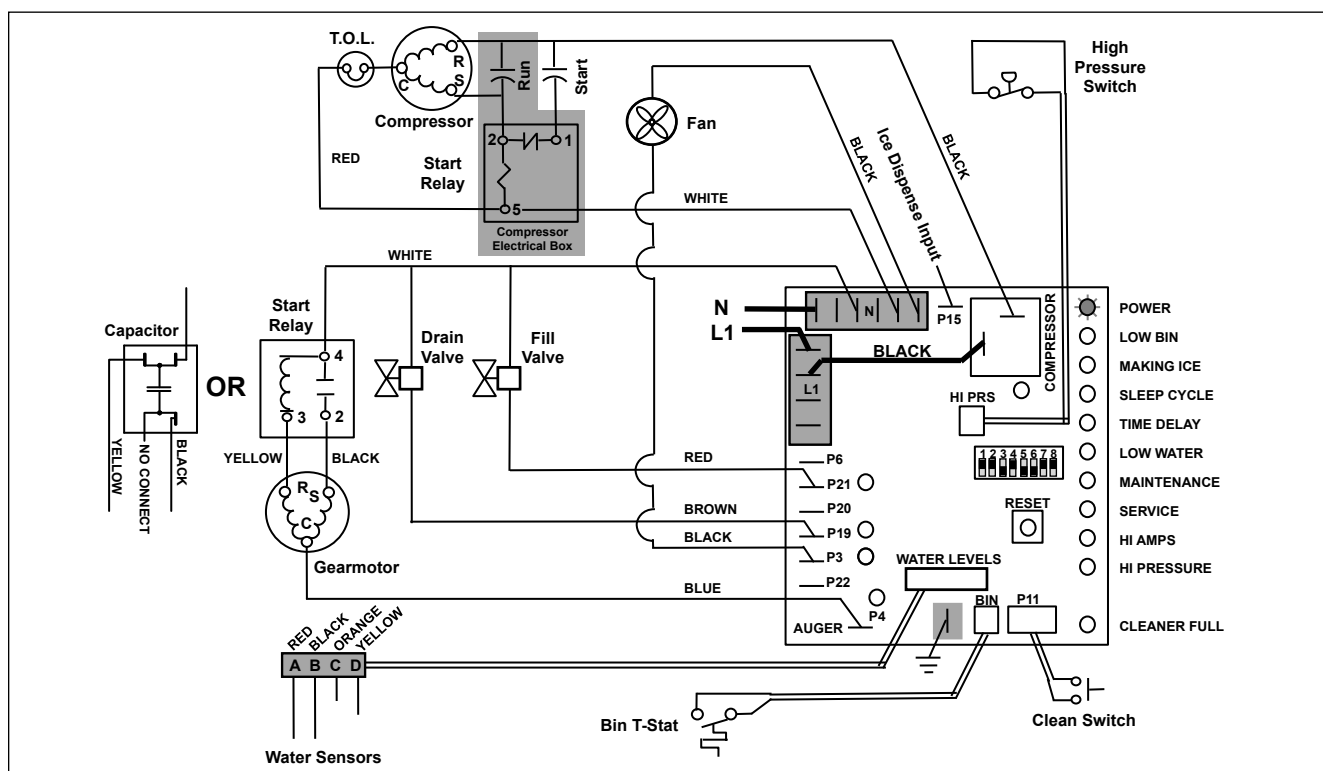 T.O.L.
R
S
C
Compressor
Run
Start
2
1
Start
Relay
5
Compressor
Electrical Box
RED
WHITE
Fan
BLACK
Ice Dispense Input
BLACK
High
Pressure
Switch
WHITE
Capacitor
YELLOW
NO CONNECT
BLACK
OR
Start
Relay
4
3
2
YELLOW
BLACK
R
S
C
Gearmotor
Drain
Valve
Fill
Valve
N
L1
N
P15
BLACK
L1
COMPRESSOR
HI PRS
1 2 3 4 5 6 7 8
RESET
RED
P6
P21
BROWN
P20
P19
BLACK
P3
P22
BLUE
P4
AUGER
WATER LEVELS
BIN
P11
POWER
LOW BIN
MAKING ICE
SLEEP CYCLE
TIME DELAY
LOW WATER
MAINTENANCE
SERVICE
HI AMPS
HI PRESSURE
CLEANER FULL
RED
BLACK
ORANGE
YELLOW
A B C D
Water Sensors
Bin T-Stat
Clean Switch